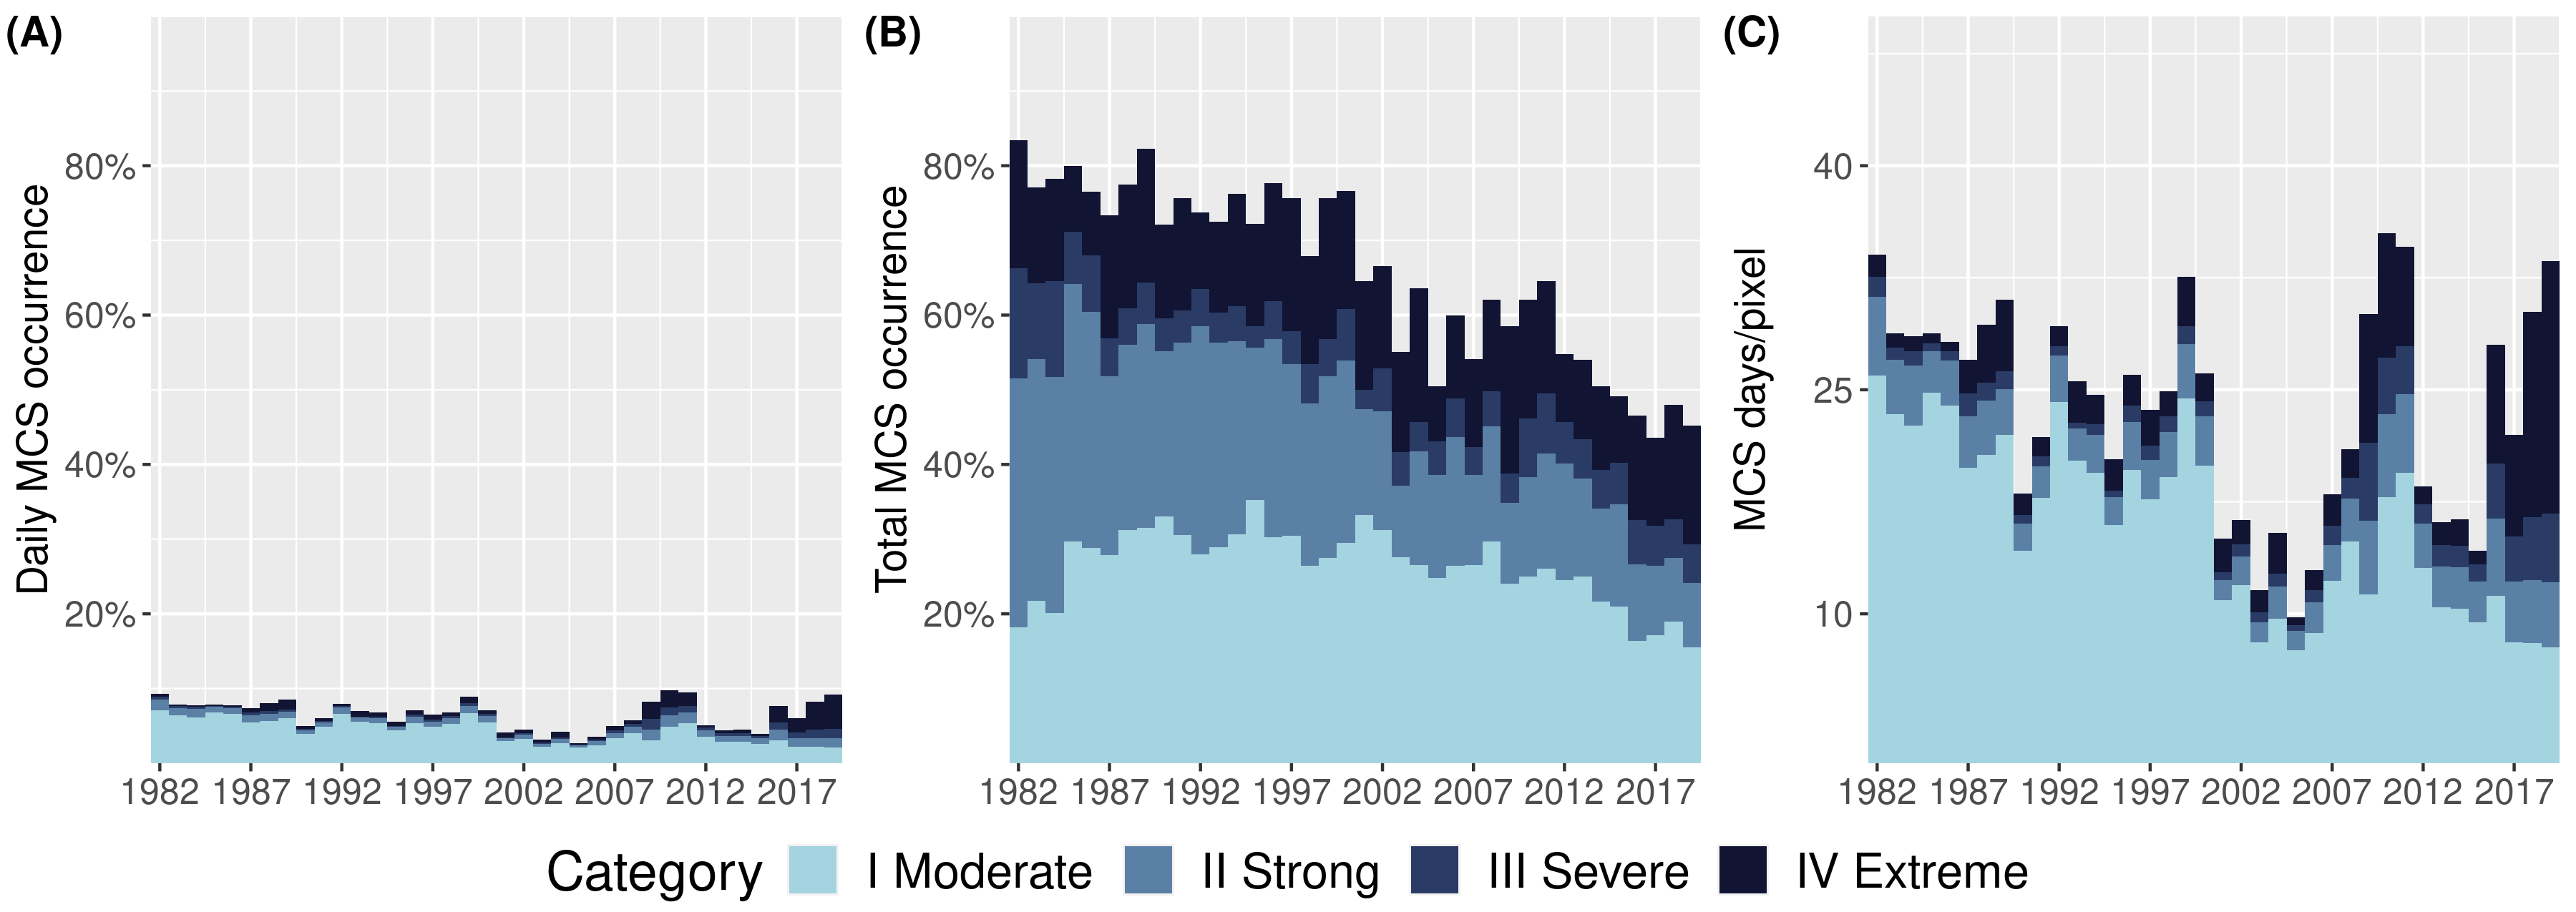 (A)
Daily MCS occurrence
80%
60%
40%
20%
1982 1987 1992 1997 2002 2007 2012 2017
(B)
Total MCS occurrence
80%
60%
40%
20%
1982 1987 1992 1997 2002 2007 2012 2017
(C)
MCS days/pixel
40
25
10
1982 1987 1992 1997 2002 2007 2012 2017
Category I Moderate II Strong III Severe IV Extreme